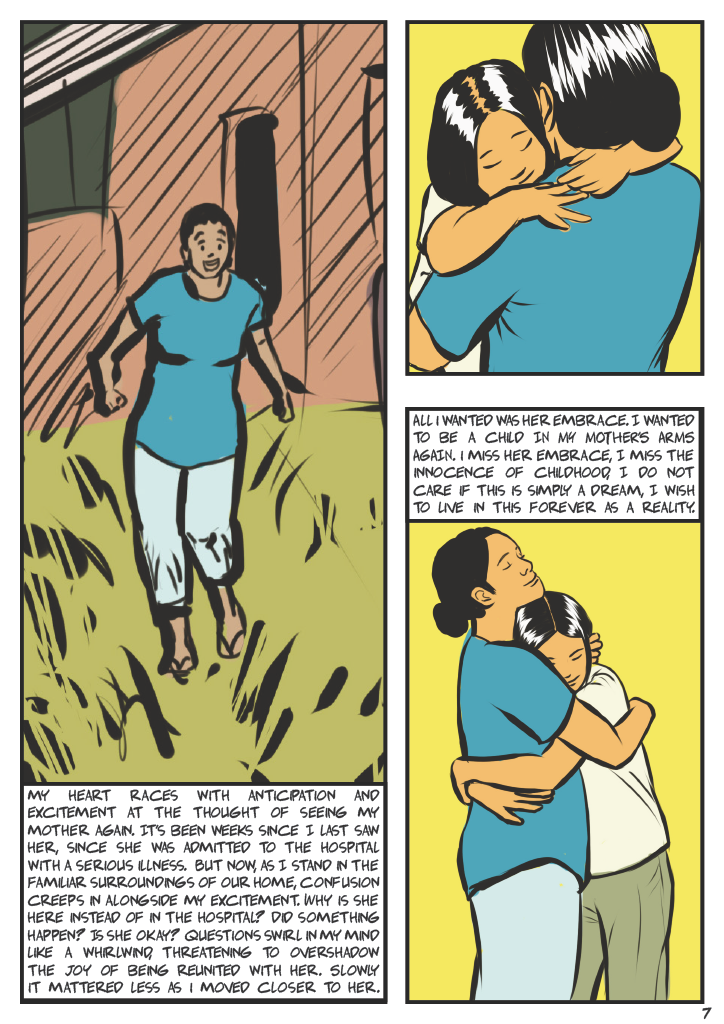 MY HEART RACES WITH ANTICIPATION AND
EXCITEMENT AT THE THOUGHT OF SEEING MY
MOTHER AGAIN. IT'S BEEN WEEKS SINCE I LAST SAW
HER, SINCE SHE WAS ADMITTED TO THE HOSPITAL
WITH A SERIOUS ILLNESS. BUT NOW, AS I STAND IN THE
FAMILIAR SURROUNDINGS OF OUR HOME, CONFUSION
CREEPS IN ALONGSIDE MY EXCITEMENT. WHY IS SHE
HERE INSTEAD OF IN THE HOSPITAL? DID SOMETHING
HAPPEN? IS SHE OKAY? QUESTIONS SWIRL IN MY MIND
LIKE A WHIRLWIND, THREATENING TO OVERSHADOW
THE JOY OF BEING REUNITED WITH HER. SLOWLY
IT MATTERED LESS AS I MOVED CLOSER TO HER.
ALL I WANTED WAS HER EMBRACE. I WANTED
TO BE A CHILD IN MY MOTHER'S ARMS
AGAIN. I MISS HER EMBRACE, I MISS THE
INNOCENCE OF CHILDHOOD, I DO NOT
CARE IF THIS IS SIMPLY A DREAM, I WISH
TO LIVE IN THIS FOREVER AS A REALITY.
7